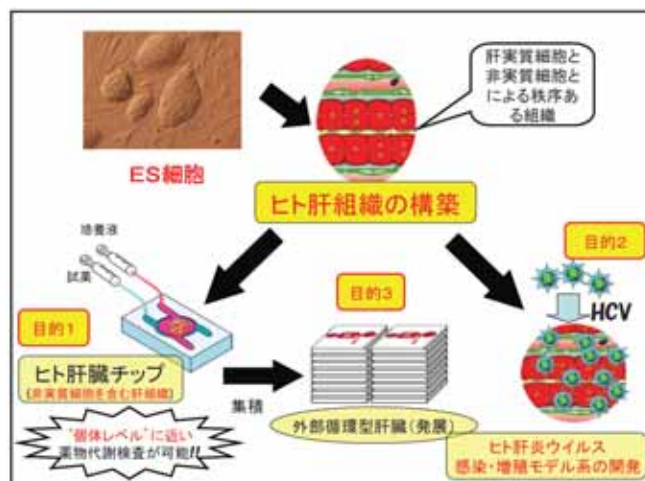 肝実質細胞と
非実質細胞と
による秩序あ
る組織
ES細胞
ヒト肝組織の構築
培養液
試薬
目的1
目的3
目的2
HCV
ヒト肝臓チップ
(非実質細胞を含む肝組織)
集積
外部循環型肝臓(発展)
"個体レベル"に近い
薬物代謝検査が可能!!
ヒト肝炎ウイルス
感染・増殖モデル系の開発